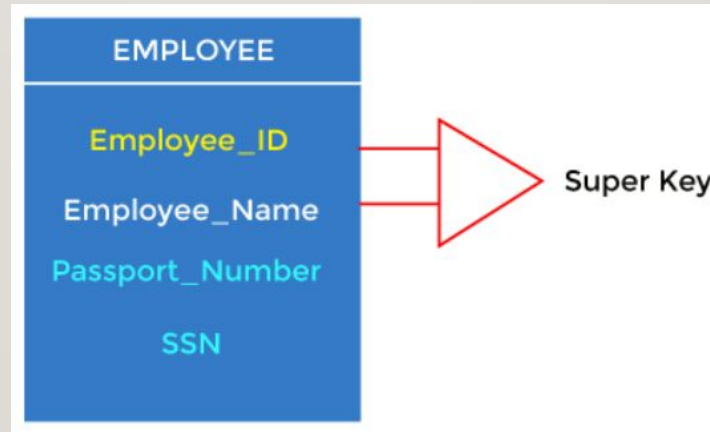 EMPLOYEE
Employee_ID
Employee_Name
Super Key
Passport_Number
SSN